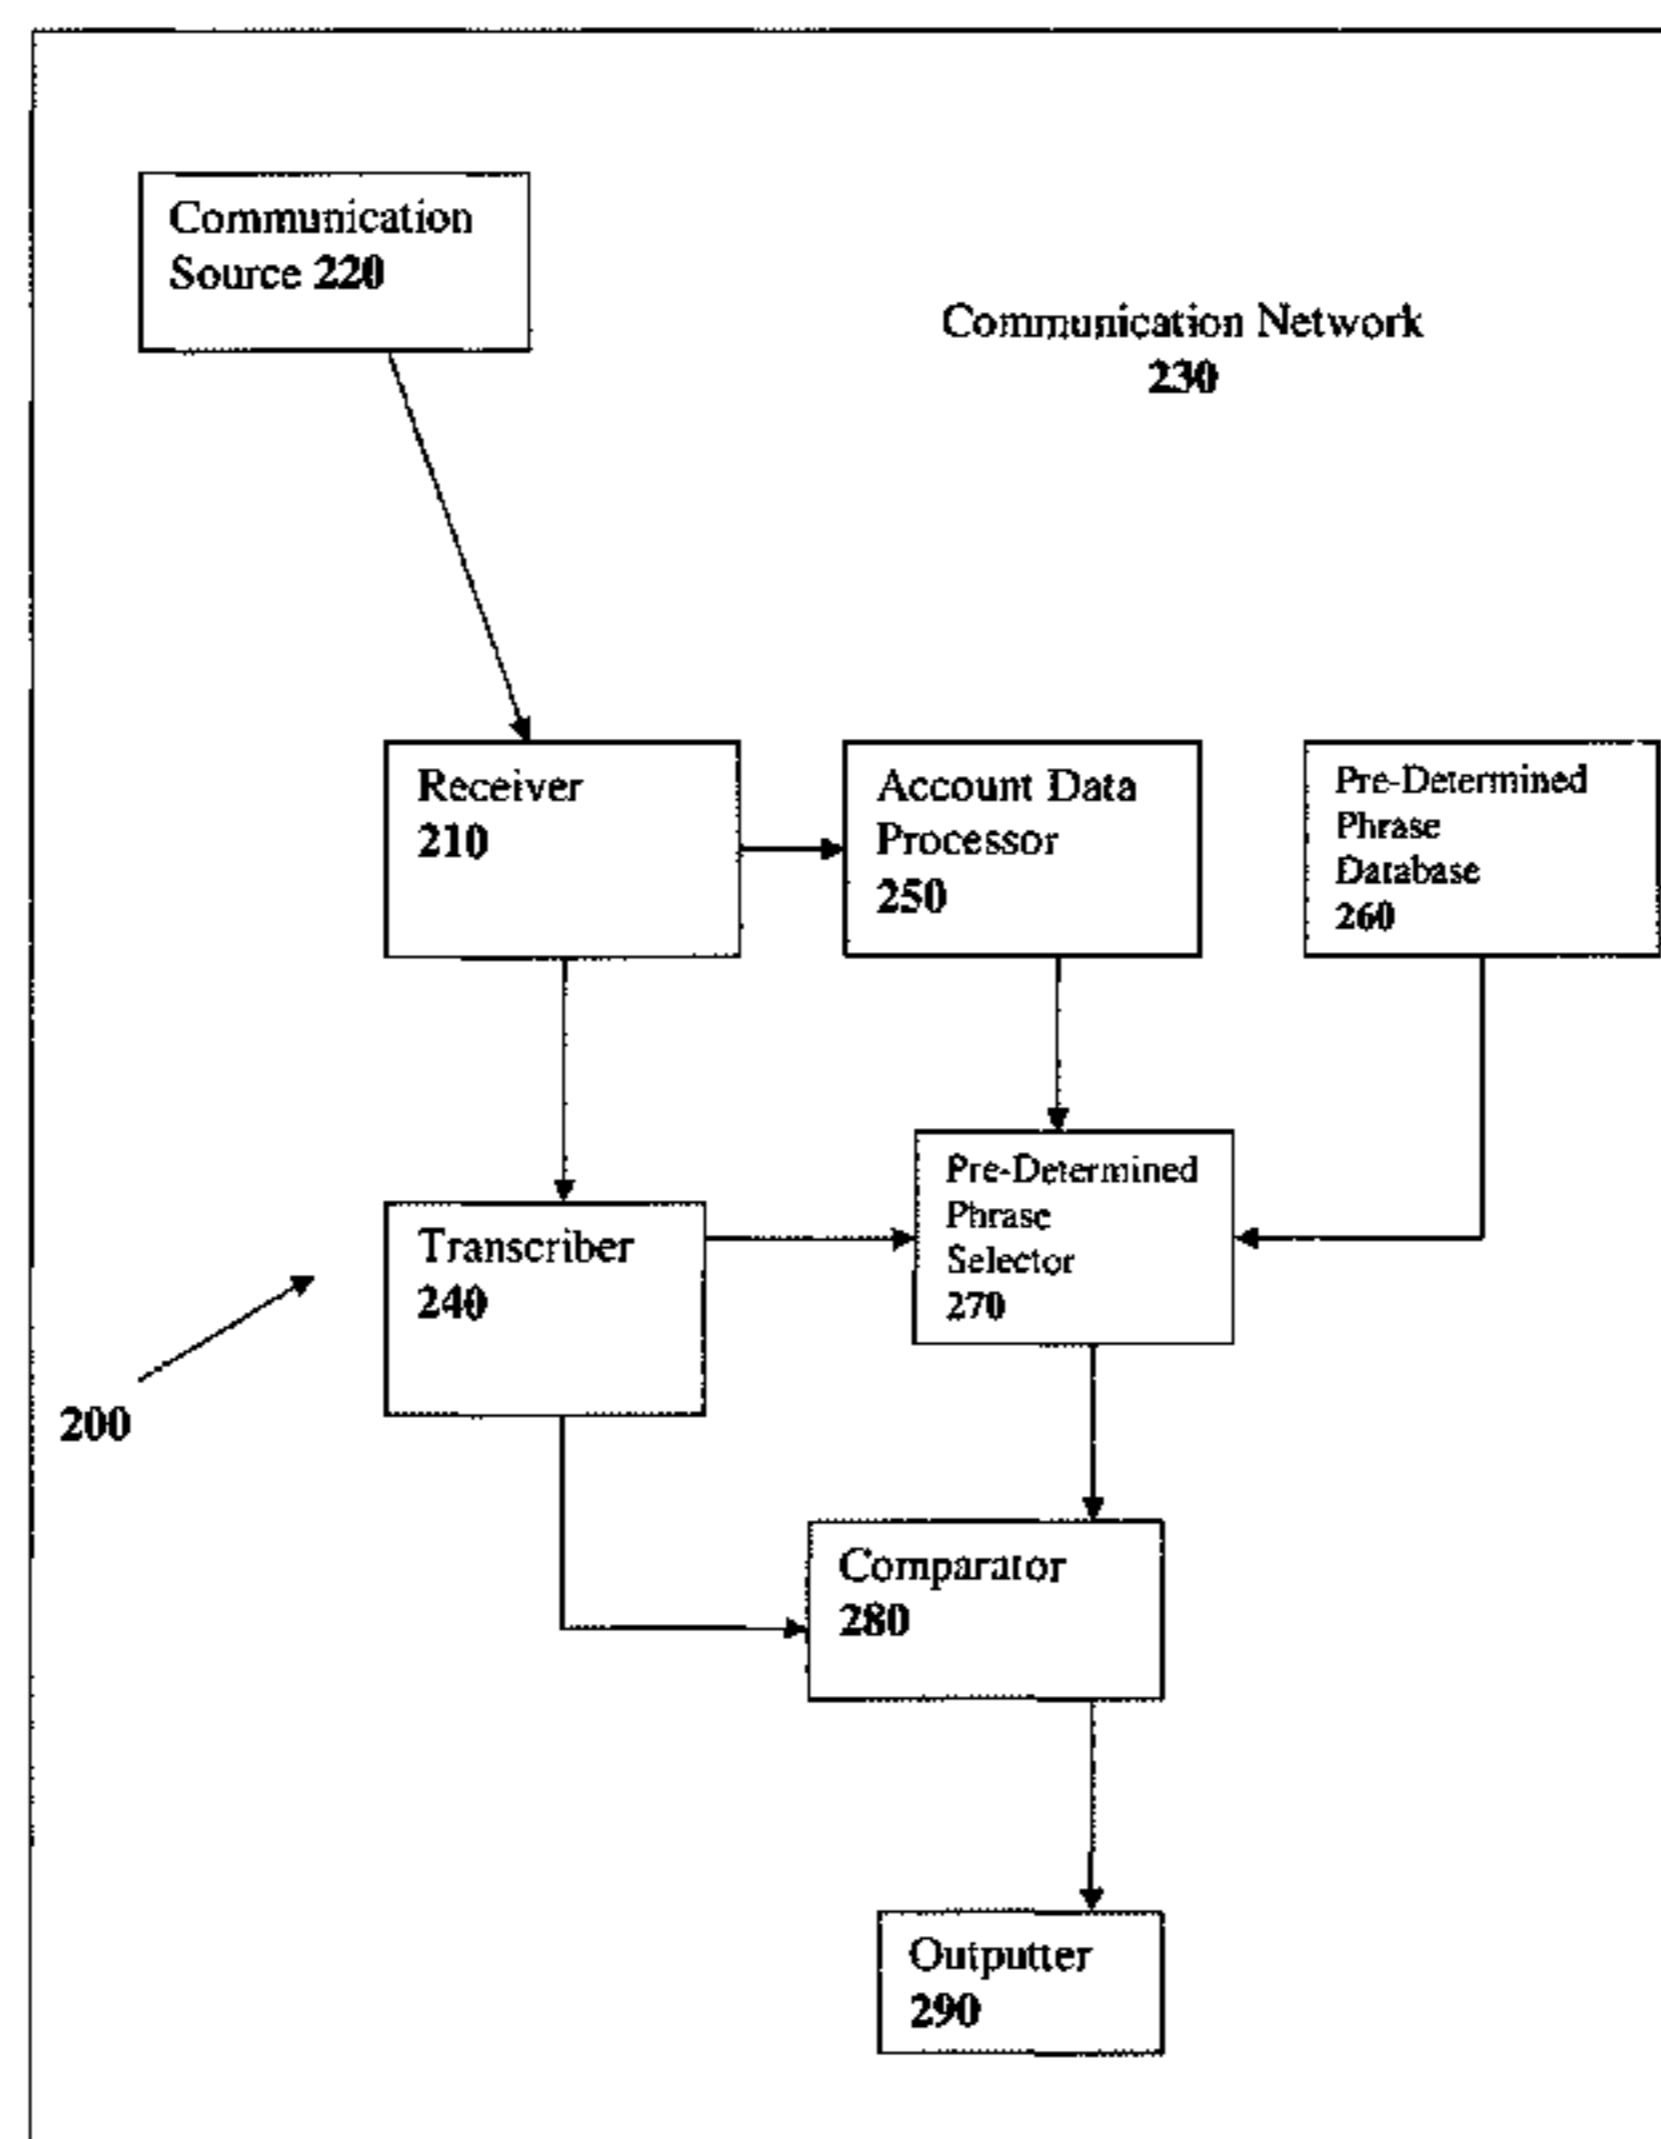 Communication
Source 220
Communication Network
230
Receiver
210
Account Data
Processor
250
Pre-Determined
Phrase
Database
260
Transcriber
240
Pre-Determined
Phrase
Selector
270
200
Comparator
280
Outputter
290